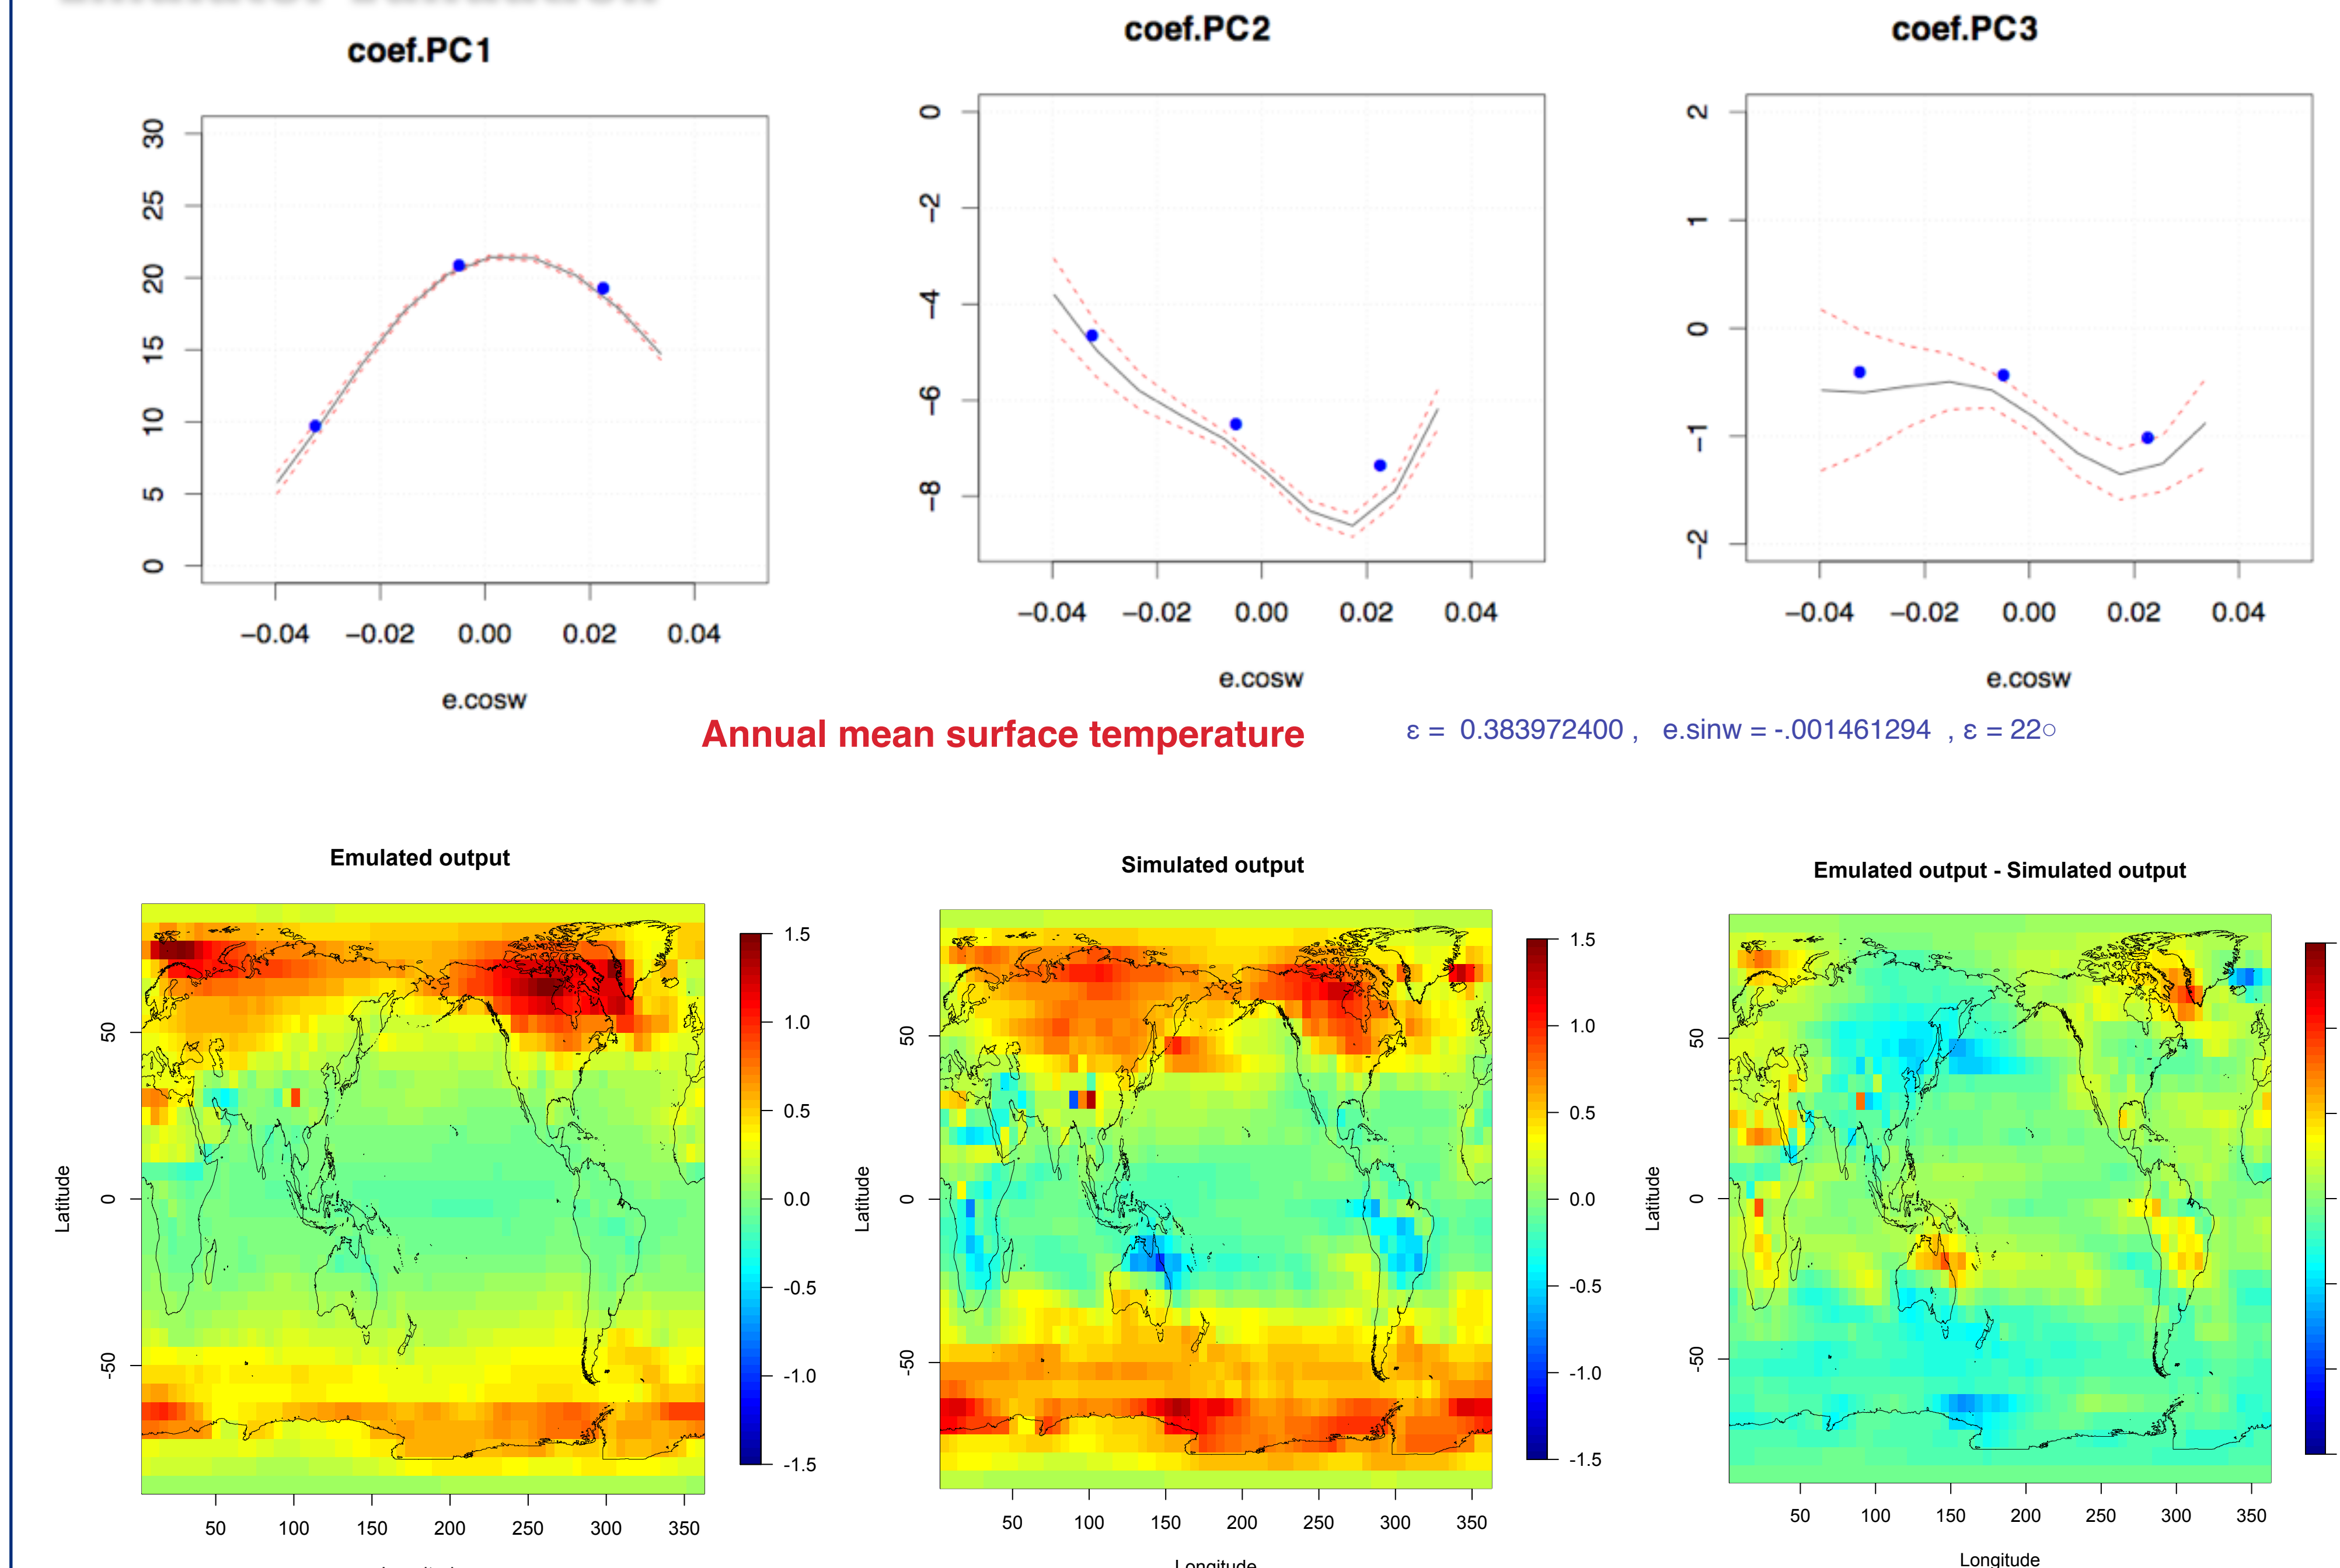 coef.PC1
coef.PC2
coef.PC3
30
25
20
15
10
5
0
−0.04 −0.02 0.00 0.02 0.04
e.cosw
0
−2
−4
−6
−8
−0.04 −0.02 0.00 0.02 0.04
e.cosw
2
1
0
−1
−2
−0.04 −0.02 0.00 0.02 0.04
e.cosw
Annual mean surface temperature
ε = 0.383972400 , e.sinw = -.001461294 , ε = 22○
Emulated output
Latitude
50
0
-50
50 100 150 200 250 300 350
1.5
1.0
0.5
0.0
-0.5
-1.0
-1.5
Simulated output
Latitude
50
0
-50
50 100 150 200 250 300 350
Longitude
1.5
1.0
0.5
0.0
-0.5
-1.0
-1.5
Emulated output - Simulated output
Latitude
50
0
-50
50 100 150 200 250 300 350
Longitude